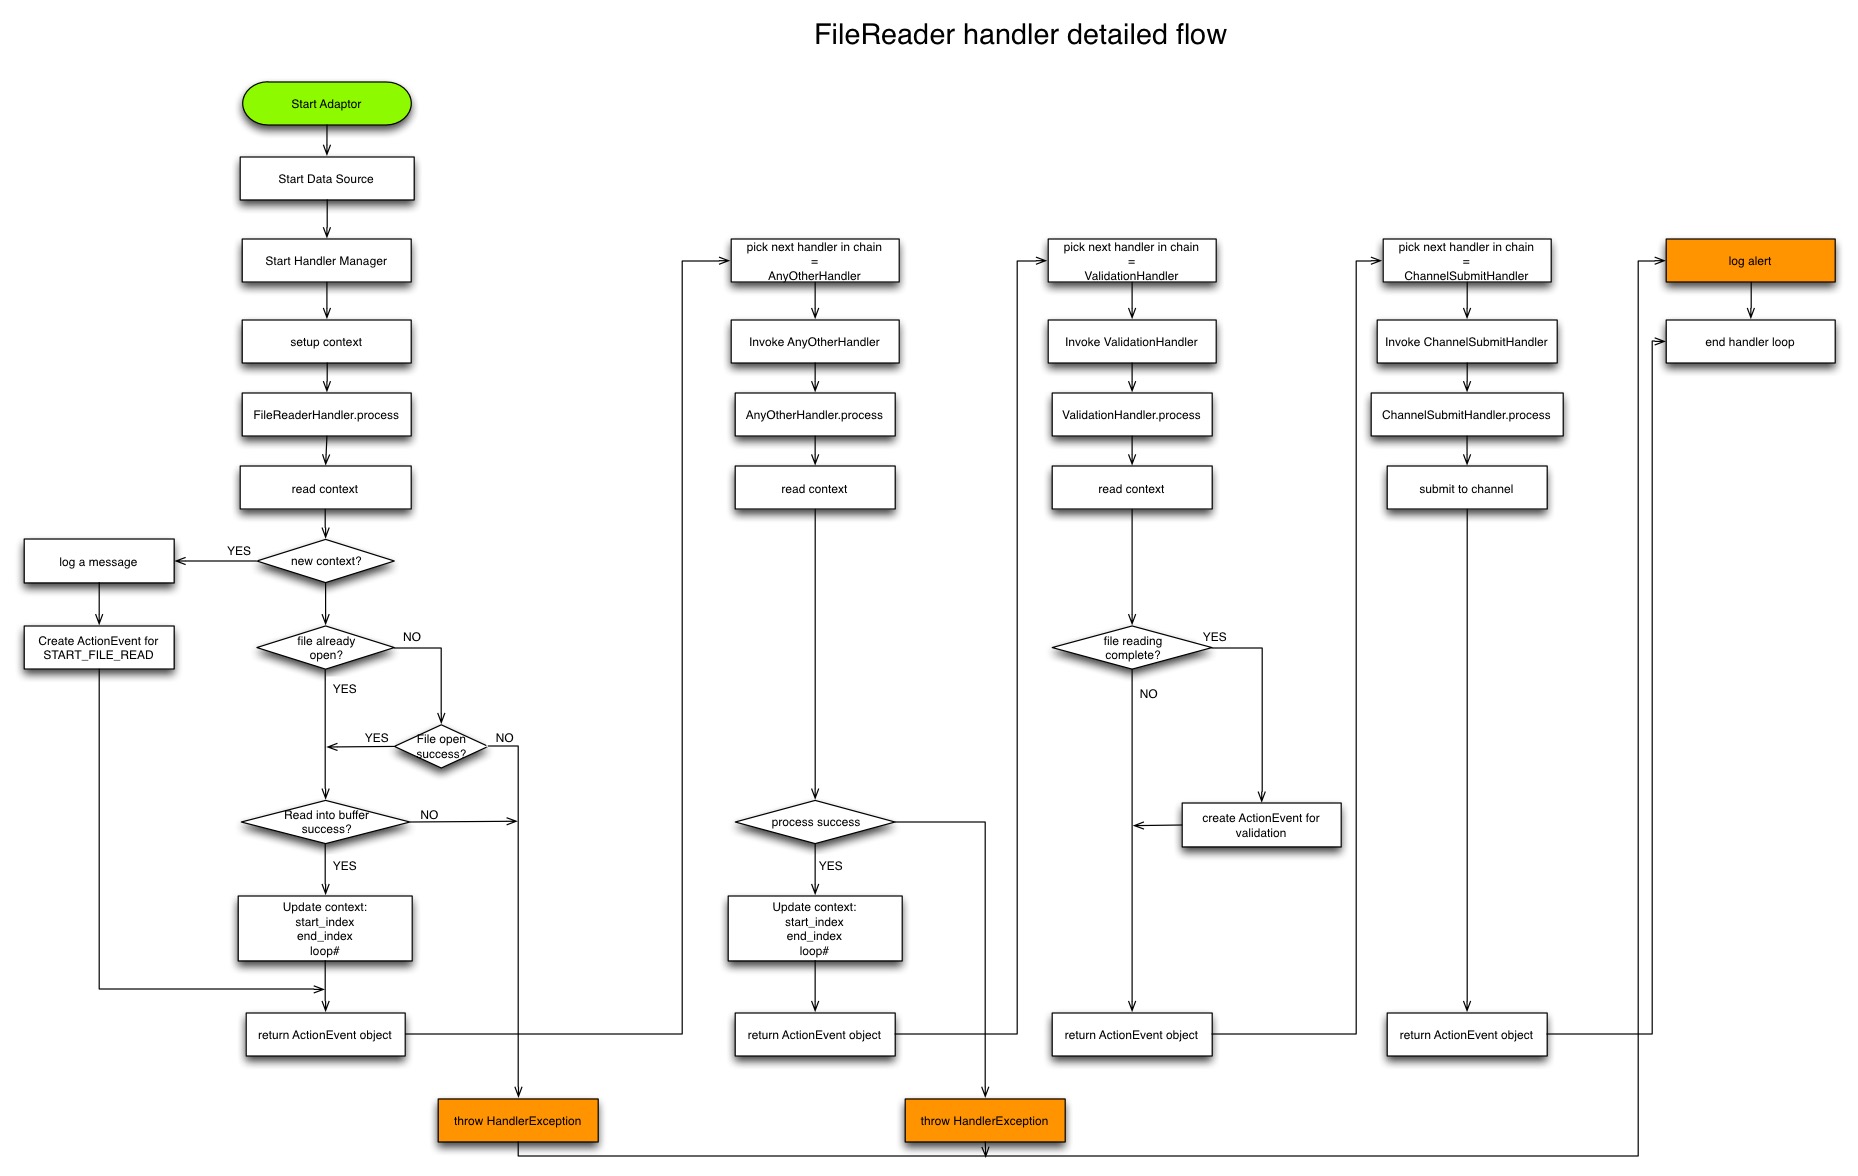 FileReader handler detailed flow
Start Adaptor
Start Data Source
Start Handler Manager
setup context
FileReaderHandler.process
read context
new context?
YES
log a message
Create ActionEvent for
START_FILE_READ
file already
open?
NO
YES
File open
success?
YES
NO
Read into buffer
success?
NO
YES
Update context:
start_index
end_index
loop#
return ActionEvent object
throw HandlerException
pick next handler in chain
=
AnyOtherHandler
Invoke AnyOtherHandler
AnyOtherHandler.process
read context
process success
YES
Update context:
start_index
end_index
loop#
return ActionEvent object
throw HandlerException
pick next handler in chain
=
ValidationHandler
Invoke ValidationHandler
ValidationHandler.process
read context
file reading
complete?
YES
NO
create ActionEvent for
validation
return ActionEvent object
pick next handler in chain
=
ChannelSubmitHandler
Invoke ChannelSubmitHandler
ChannelSubmitHandler.process
submit to channel
return ActionEvent object
log alert
end handler loop